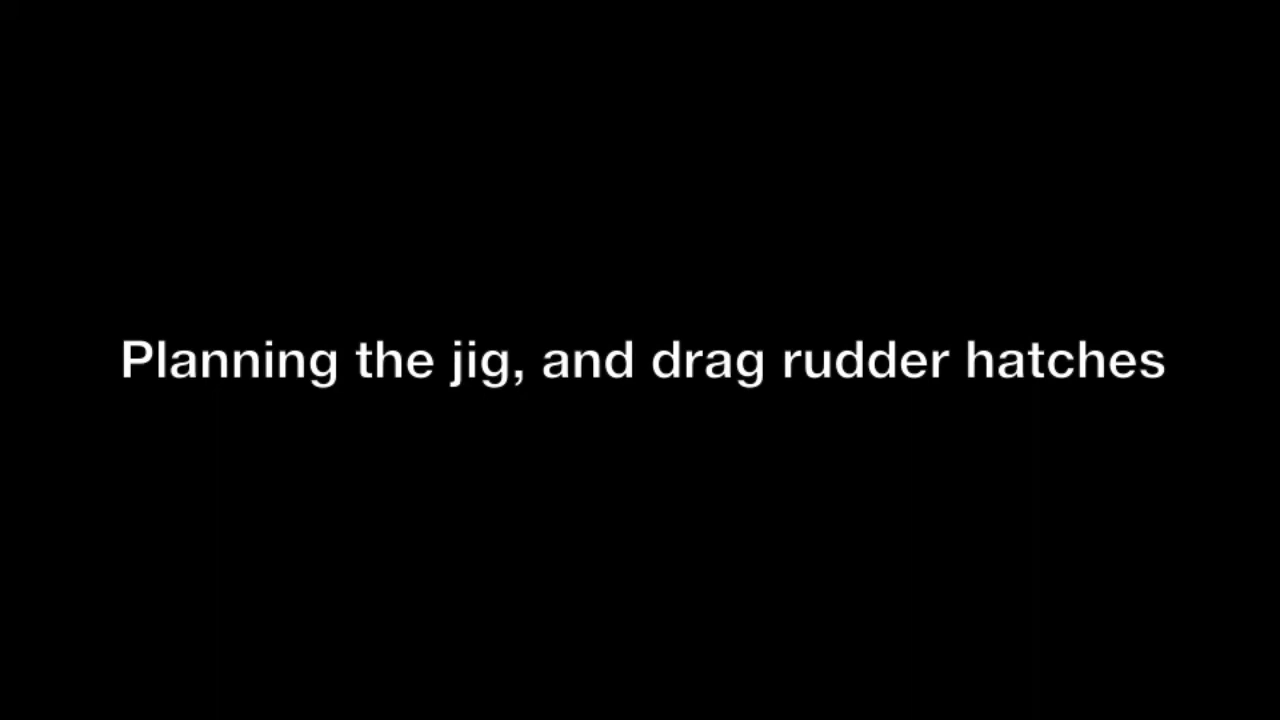 Planning the jig, and drag rudder hatches